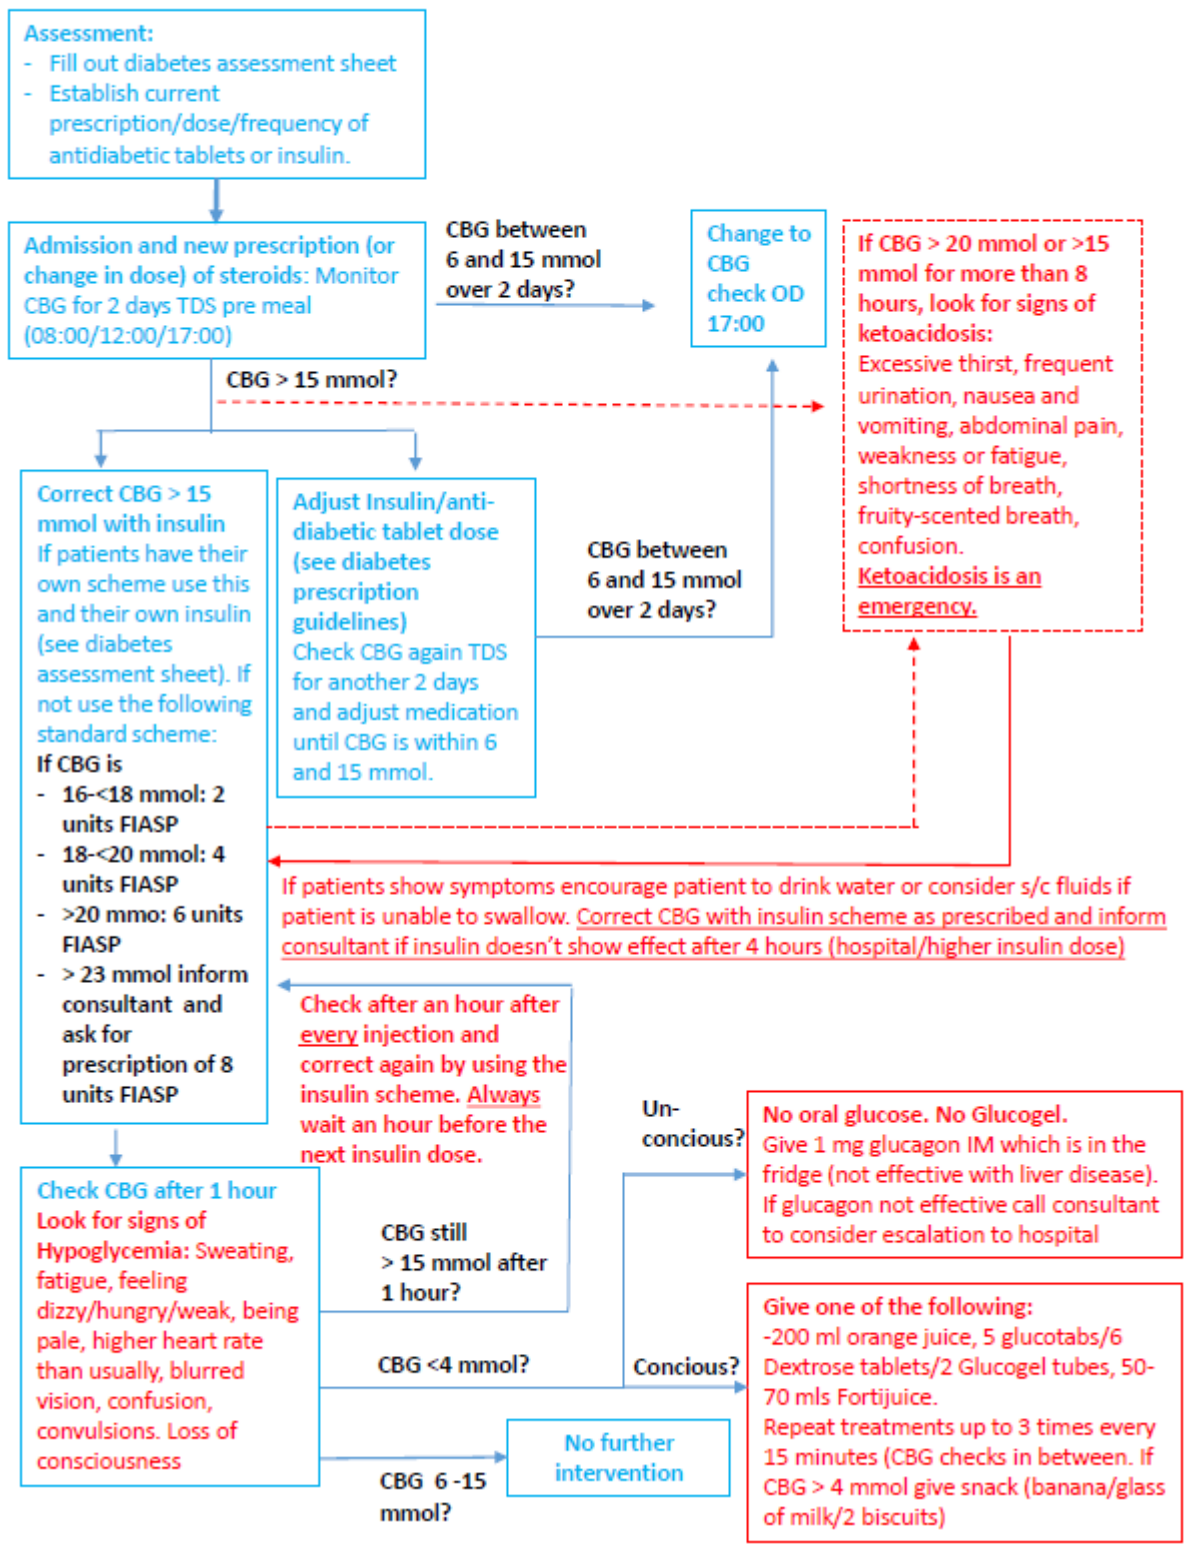 Assessment:
- Fill out diabetes assessment sheet
- Establish current
prescription/dose/frequency of
antidiabetic tablets or insulin.
Admission and new prescription (or
change in dose) of steroids: Monitor
CBG for 2 days TDS pre meal
(08:00/12:00/17:00)
CBG between
6 and 15 mmol
over 2 days?
Change to
CBG
check OD
17:00
If CBG > 20 mmol or >15
mmol for more than 8
hours, look for signs of
ketoacidosis:
Excessive thirst, frequent
urination, nausea and
vomiting, abdominal pain,
weakness or fatigue,
shortness of breath,
fruity-scented breath,
confusion.
Ketoacidosis is an
emergency.
CBG > 15 mmol?
Correct CBG > 15
mmol with insulin
If patients have their
own scheme use this
and their own insulin
(see diabetes
assessment sheet). If
not use the following
standard scheme:
If CBG is
- 16-<18 mmol: 2
units FIASP
- 18-<20 mmol: 4
units FIASP
- >20 mmo: 6 units
FIASP
- > 23 mmol inform
consultant and
ask for
prescription of 8
units FIASP
Adjust Insulin/anti-
diabetic tablet dose
(see diabetes
prescription
guidelines)
Check CBG again TDS
for another 2 days
and adjust medication
until CBG is within 6
and 15 mmol.
CBG between
6 and 15 mmol
over 2 days?
If patients show symptoms encourage patient to drink water or consider s/c fluids if
patient is unable to swallow. Correct CBG with insulin scheme as prescribed and inform
consultant if insulin doesn't show effect after 4 hours (hospital/higher insulin dose)
Check after an hour after
every injection and
correct again by using the
insulin scheme. Always
wait an hour before the
next insulin dose.
Check CBG after 1 hour
Look for signs of
Hypoglycemia: Sweating,
fatigue, feeling
dizzy/hungry/weak, being
pale, higher heart rate
than usually, blurred
vision, confusion,
convulsions. Loss of
consciousness
CBG still
> 15 mmol after
1 hour?
CBG <4 mmol?
CBG 6 -15
mmol?
No further
intervention
Un-
concious?
No oral glucose. No Glucogel.
Give 1 mg glucagon IM which is in the
fridge (not effective with liver disease).
If glucagon not effective call consultant
to consider escalation to hospital
Concious?
Give one of the following:
-200 ml orange juice, 5 glucotabs/6
Dextrose tablets/2 Glucogel tubes, 50-
70 mls Fortijuice.
Repeat treatments up to 3 times every
15 minutes (CBG checks in between. If
CBG > 4 mmol give snack (banana/glass
of milk/2 biscuits)